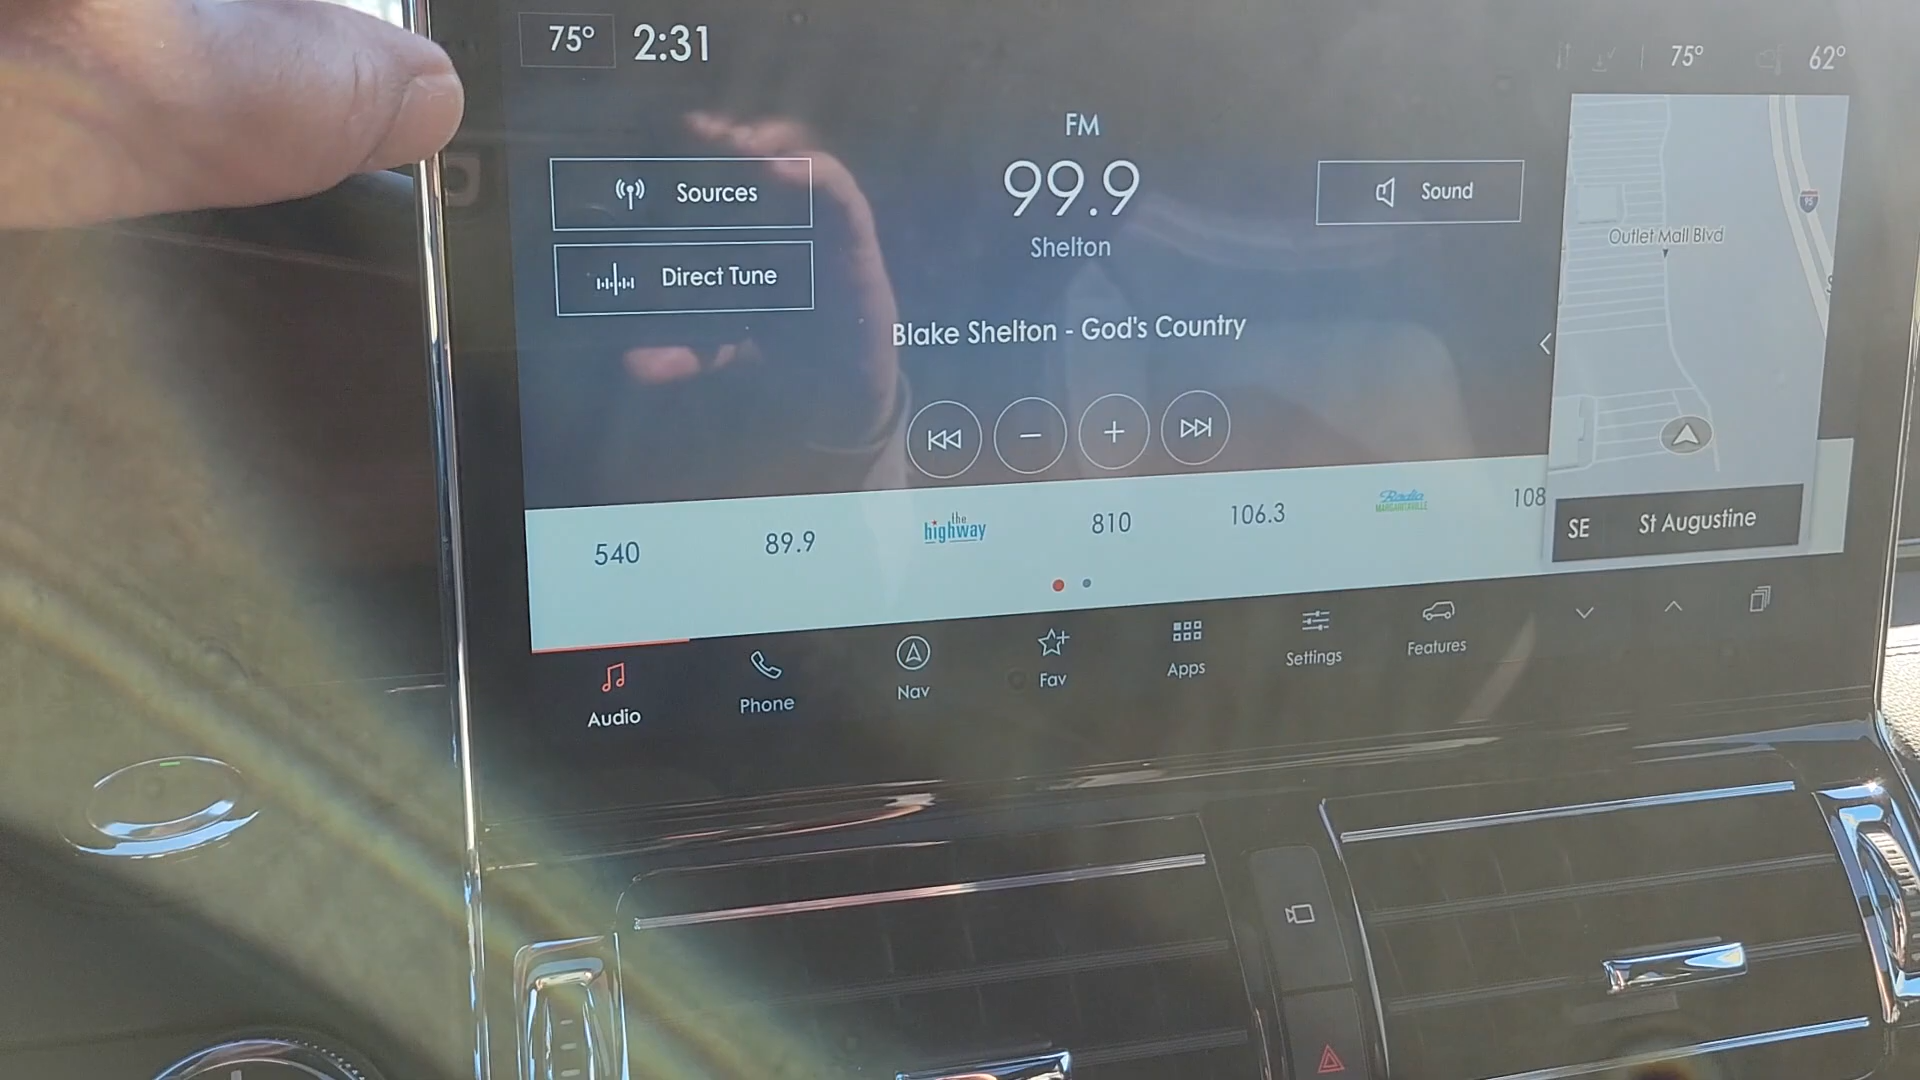 75° 2:31
75° 62°
FM
99.9
Shelton
Sources
Direct Tune
Sound
Blake Shelton - God's Country
95
Outlet Mall Blvd
SE St Augustine
540
89.9
the highway
810
106.3
Radio
MARGARITAVILLE
108
Audio
Phone
Nav
Fav
Apps
Settings
Features